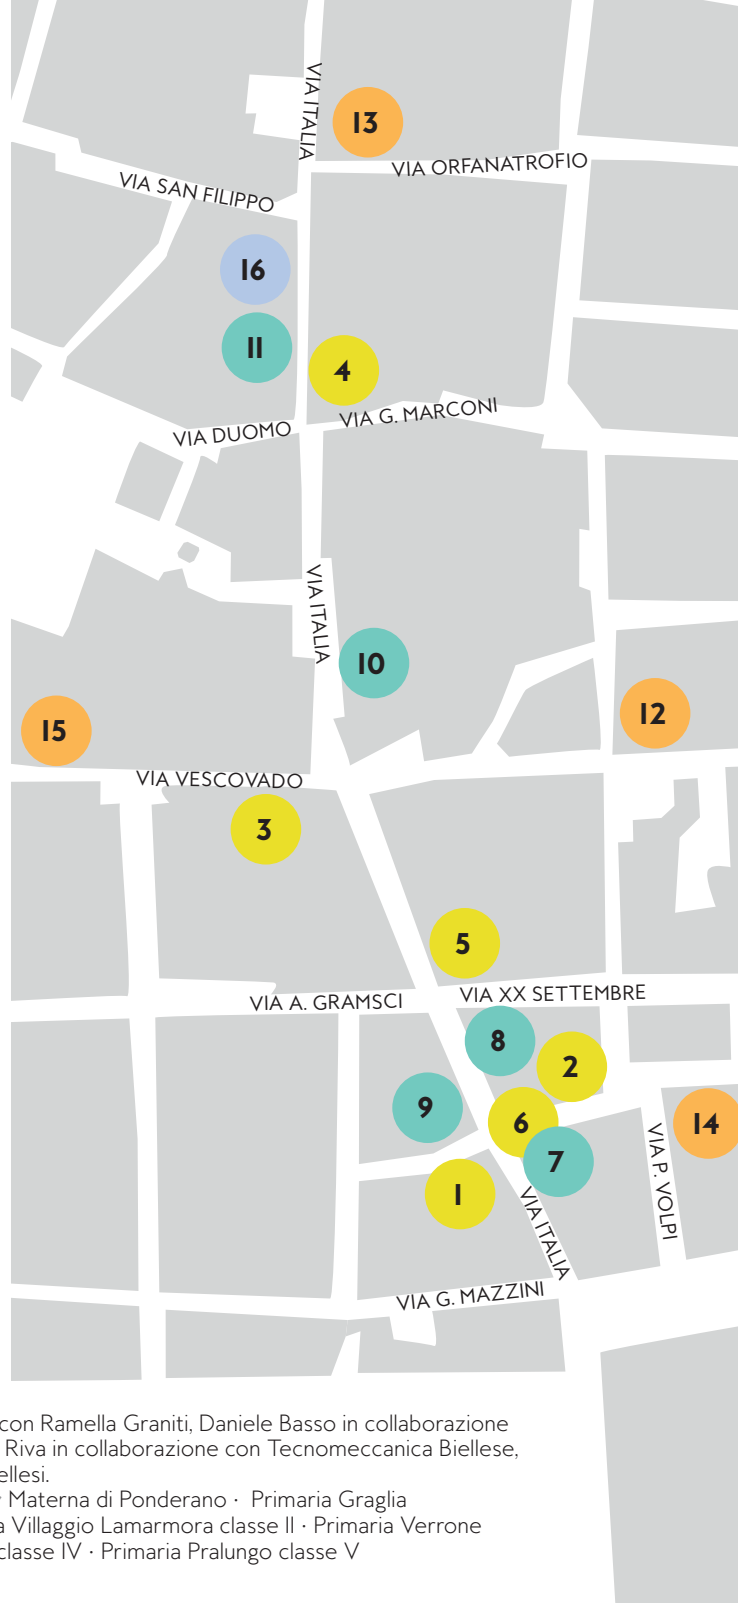 VIA ITALIA
13
VIA ORFANATROFIO
VIA SAN FILIPPO
16
11
4
VIA G. MARCONI
VIA DUOMO
VIA ITALIA
10
12
15
VIA VESCOVADO
3
5
VIA A. GRAMSCI
VIA XX SETTEMBRE
8
2
9
6
14
7
VIA P. VOLPI
1
VIA ITALIA
VIA G. MAZZINI
con Ramella Graniti, Daniele Basso in collaborazione
Riva in collaborazione con Tecnomeccanica Biellese,
ellesi.
· Materna di Ponderano · Primaria Graglia
a Villaggio Lamarmora classe II · Primaria Verrone
classe IV · Primaria Pralungo classe V